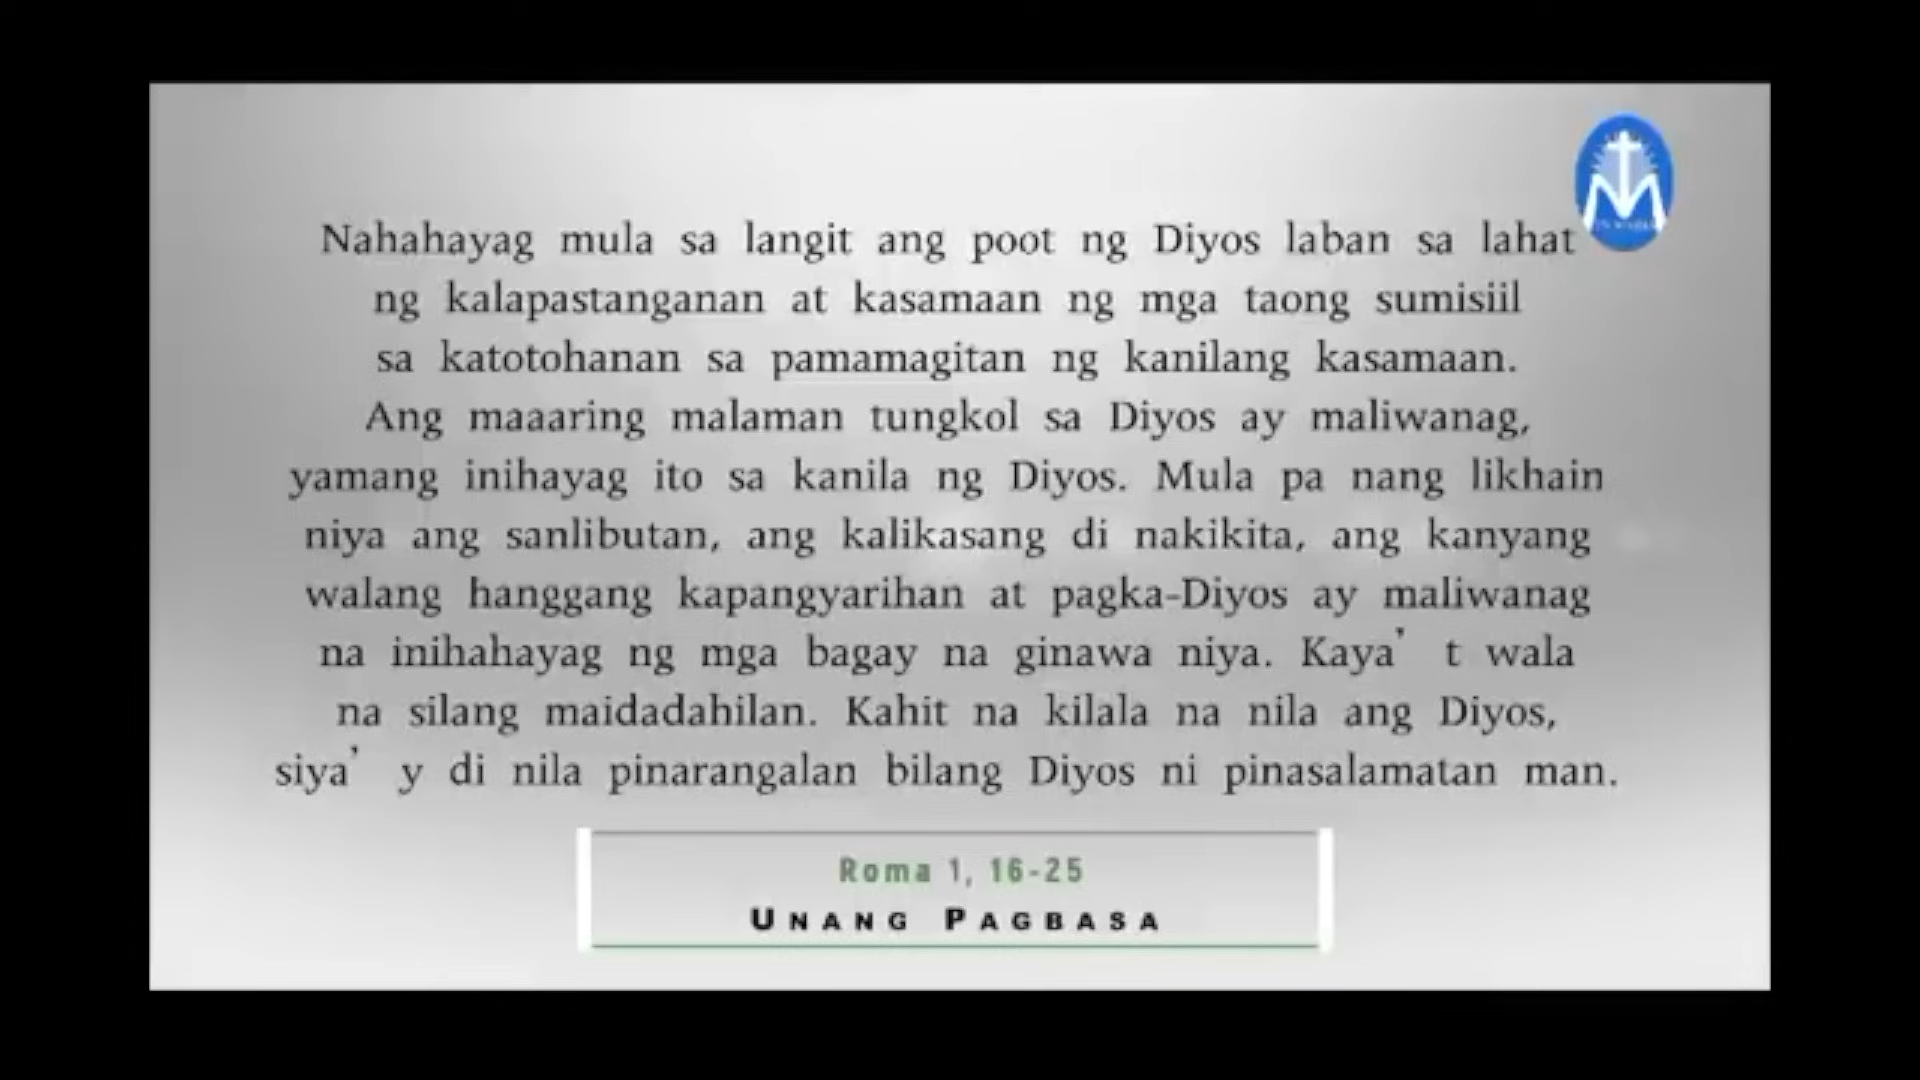 Nahahayag mula sa langit ang poot ng Diyos laban sa lahat
ng kalapastanganan at kasamaan ng mga taong sumisiil
sa katotohanan sa pamamagitan ng kanilang kasamaan.
Ang maaaring malaman tungkol sa Diyos ay maliwanag,
yamang inihayag ito sa kanila ng Diyos. Mula pa nang likhain
niya ang sanlibutan, ang kalikasang di nakikita, ang kanyang
walang hanggang kapangyarihan at pagka-Diyos ay maliwanag
na inihahayag ng mga bagay na ginawa niya. Kaya’ t wala
na silang maidadahilan. Kahit na kilala na nila ang Diyos,
siya’ y di nila pinarangalan bilang Diyos ni pinasalamatan man.
Roma 1, 16-25
UNANG PAGBASA